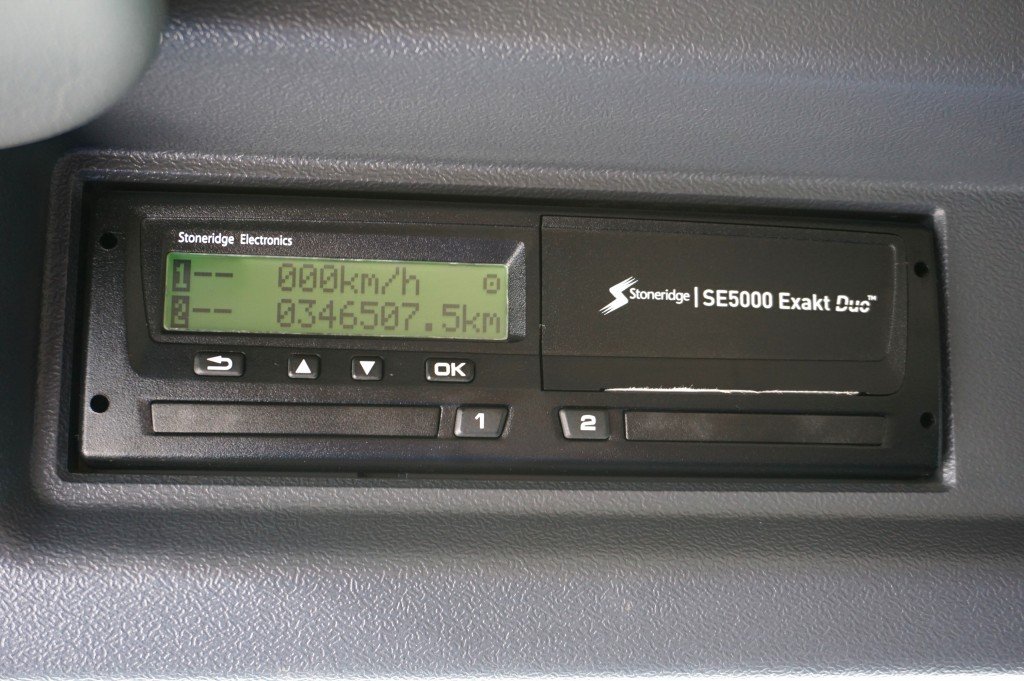 Stoneridge Electronics
1 -- 000km/h
2 -- 0346507.5km
Stoneridge | SE5000 Exakt Duo™
OK
1
2